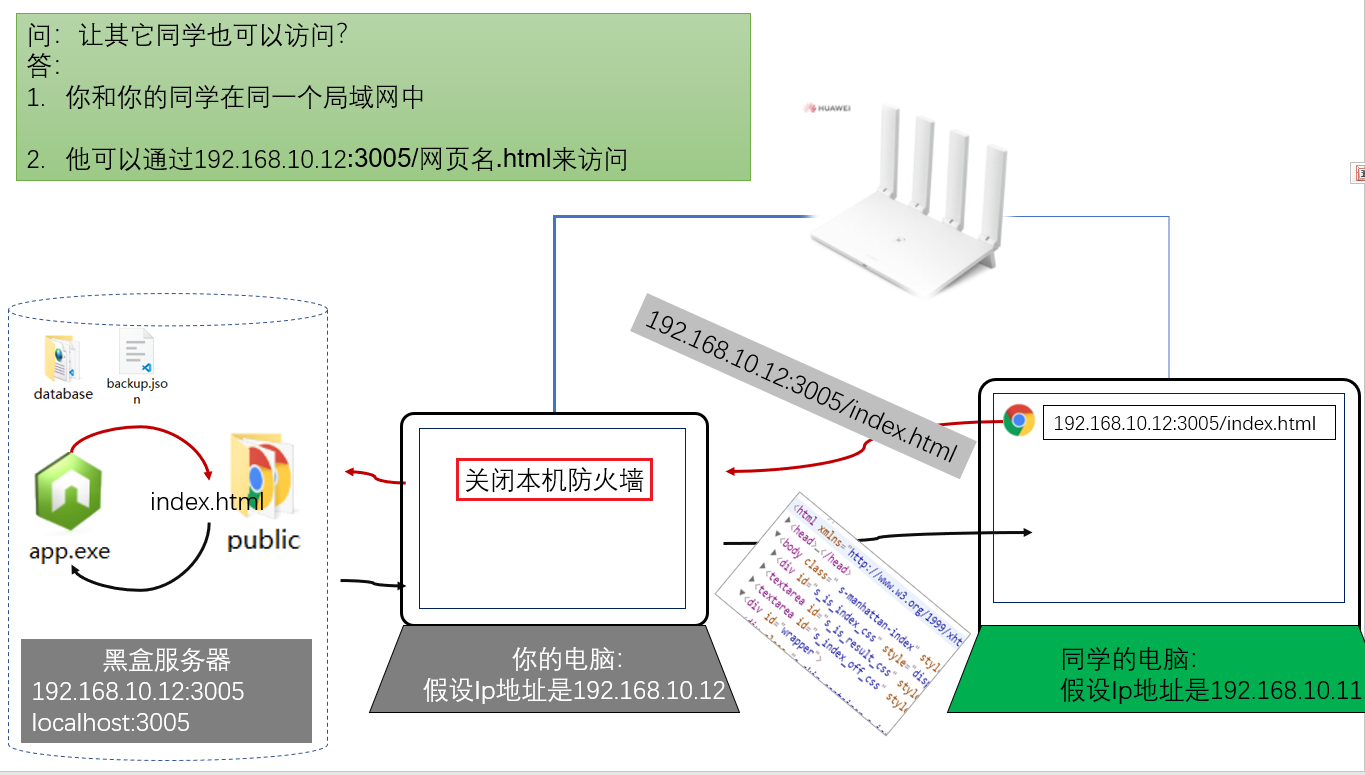 问：让其它同学也可以访问？
答：
1. 你和你的同学在同一个局域网中
2. 他可以通过192.168.10.12:3005/网页名.html来访问
HUAWEI
192.168.10.12:3005/index.html
database
backup.jso
n
index.html
app.exe
public
黑盒服务器
192.168.10.12:3005
localhost:3005
关闭本机防火墙
你的电脑:
假设Ip地址是192.168.10.12
192.168.10.12:3005/index.html
同学的电脑:
假设Ip地址是192.168.10.11
<html xmlns="http://www.w3.org/1999/xht
<head>…</head>
<body class=" s-manhattan-index" styl
<div id="s_is_index_css" style="dis
<textarea id="s_is_result_css" styl
<textarea id="s_index_off_css" style
<div id="wrapper">